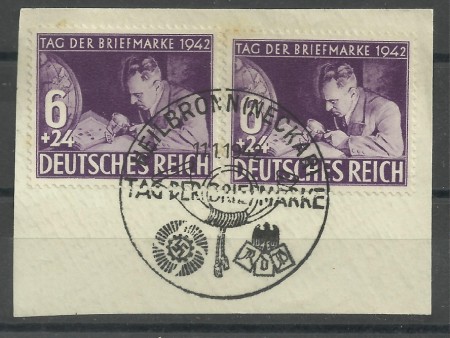 TAG DER BRIEFMARKE 1942
6
+24
DEUTSCHES REICH
TAG DER BRIEFMARKE 1942
6
+24
DEUTSCHES REICH
HEILBRONN (NECKAR)
TAG DER BRIEFMARKE